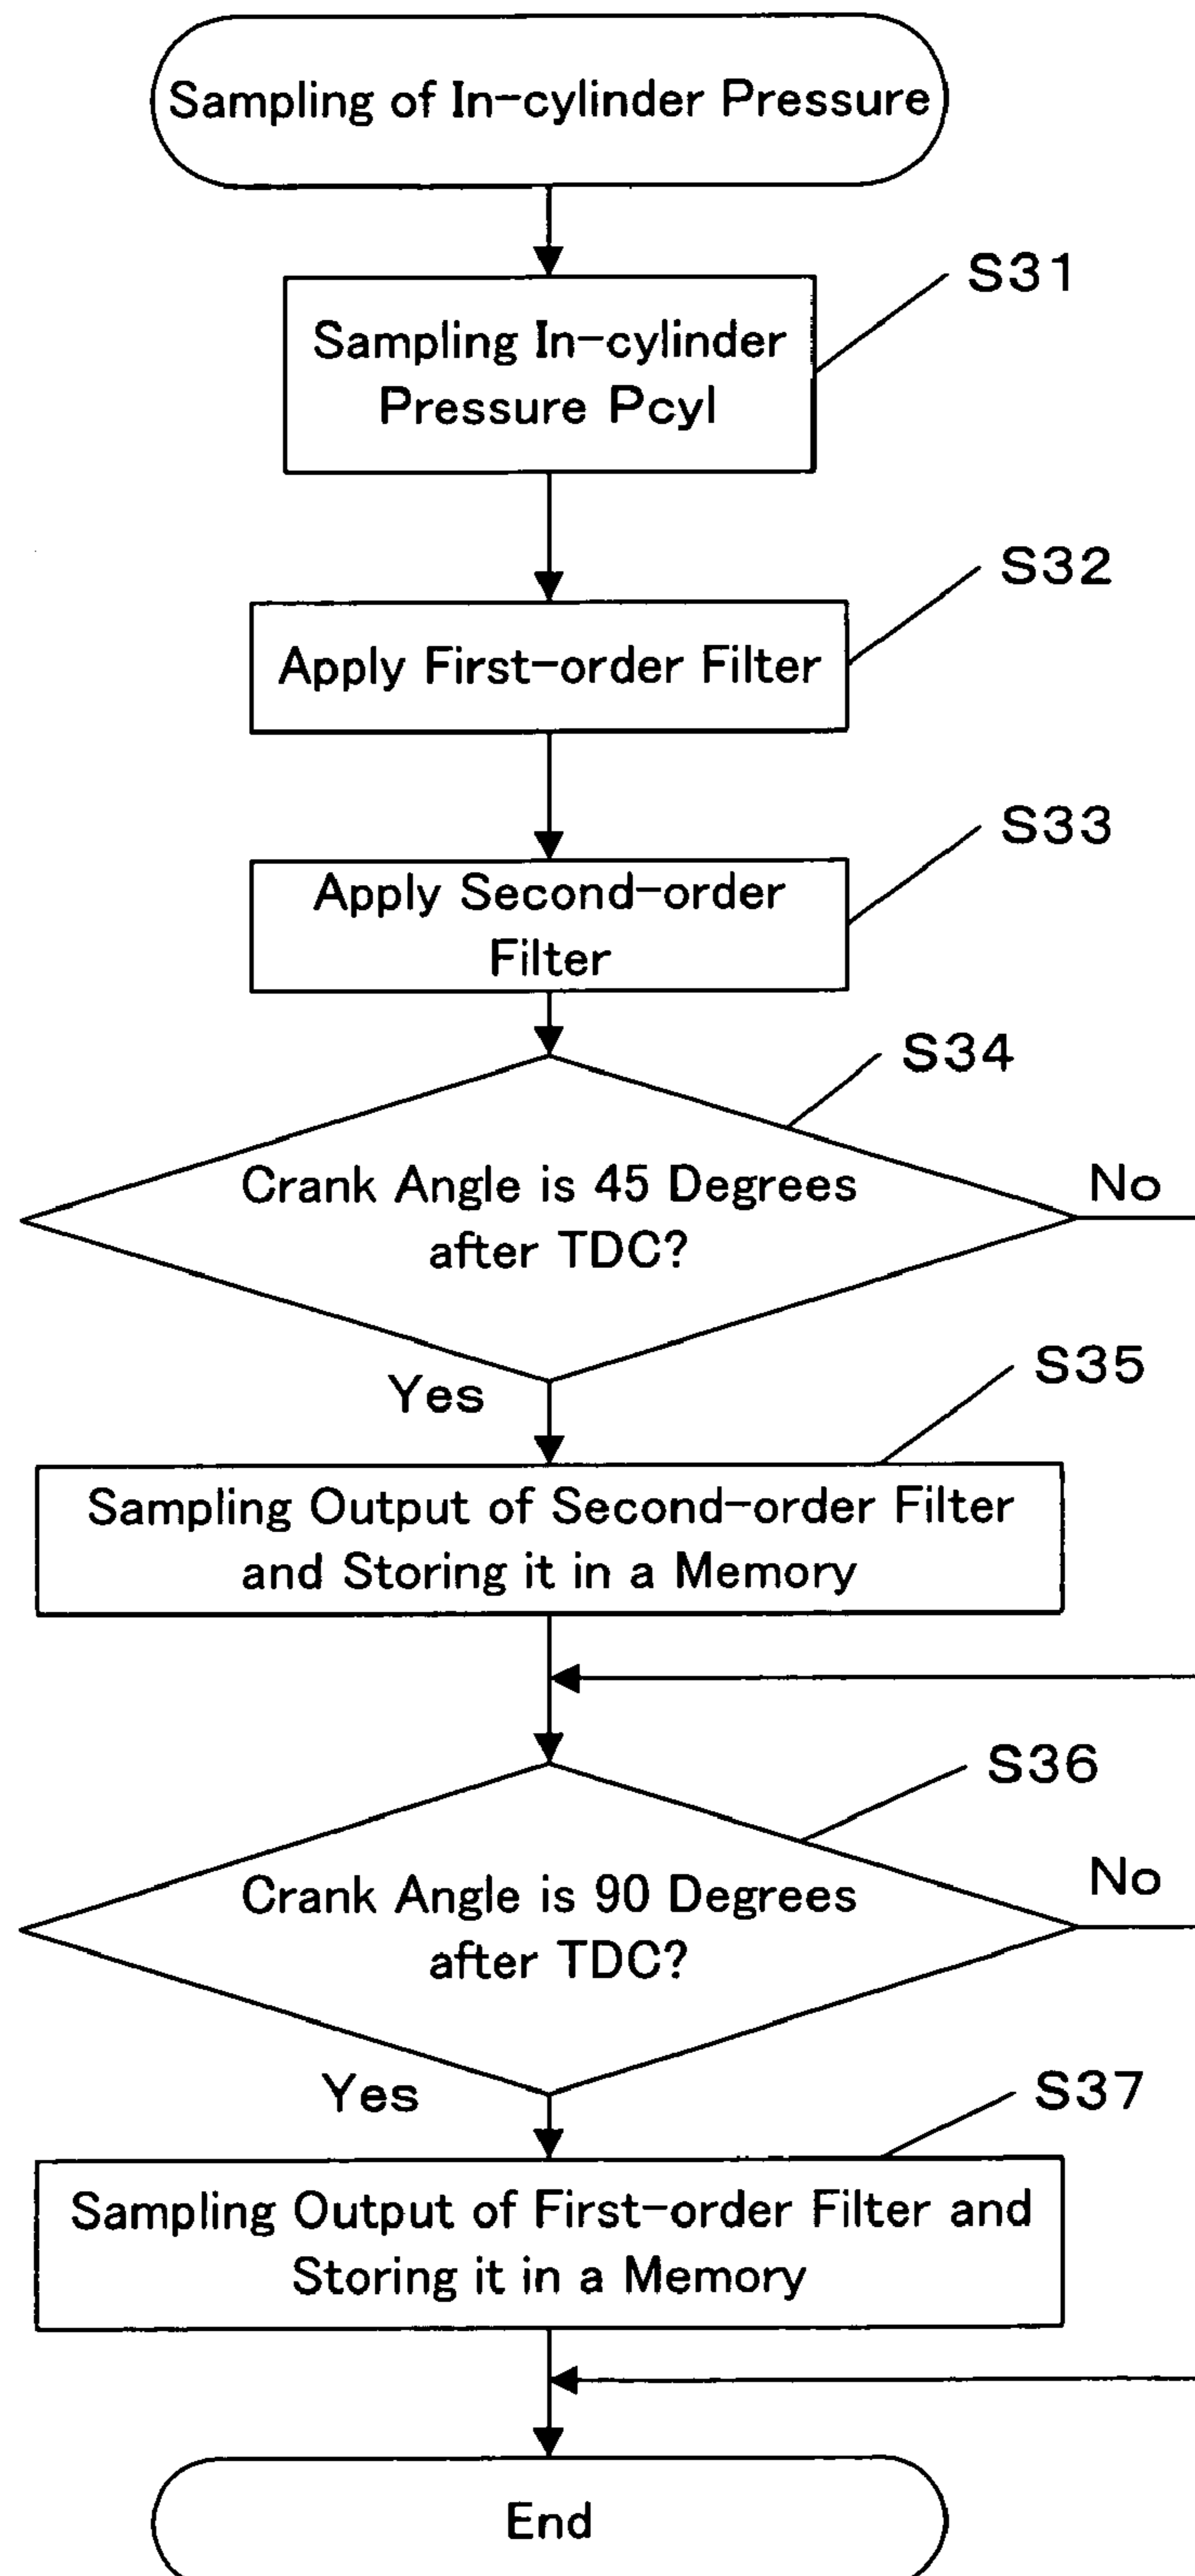 Sampling of In-cylinder Pressure
S31
Sampling In-cylinder
Pressure Pcyl
S32
Apply First-order Filter
S33
Apply Second-order
Filter
S34
Crank Angle is 45 Degrees
after TDC?
No
Yes
S35
Sampling Output of Second-order Filter
and Storing it in a Memory
S36
Crank Angle is 90 Degrees
after TDC?
No
Yes
S37
Sampling Output of First-order Filter and
Storing it in a Memory
End